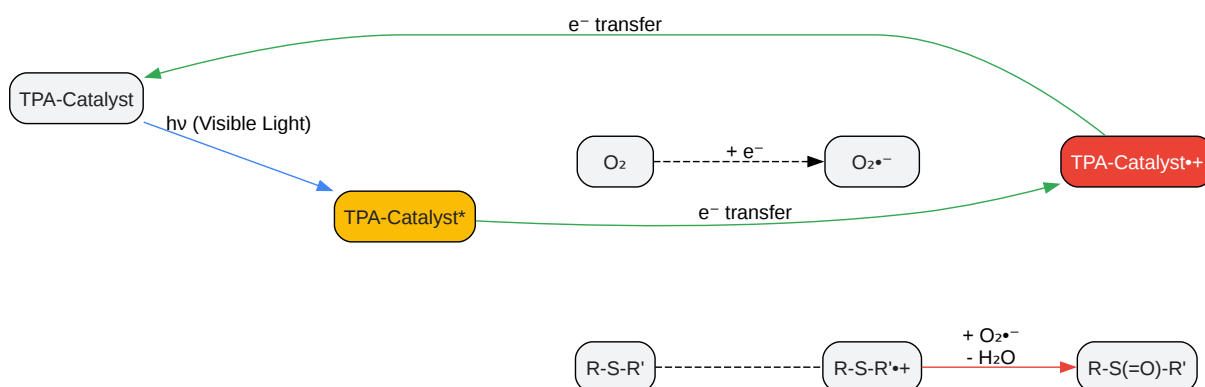 e⁻ transfer
TPA-Catalyst
hν (Visible Light)
O₂
+ e⁻
O₂•⁻
TPA-Catalyst•+
TPA-Catalyst*
e⁻ transfer
+ O₂•⁻
- H₂O
R-S-R'
R-S-R'•+
R-S(=O)-R'